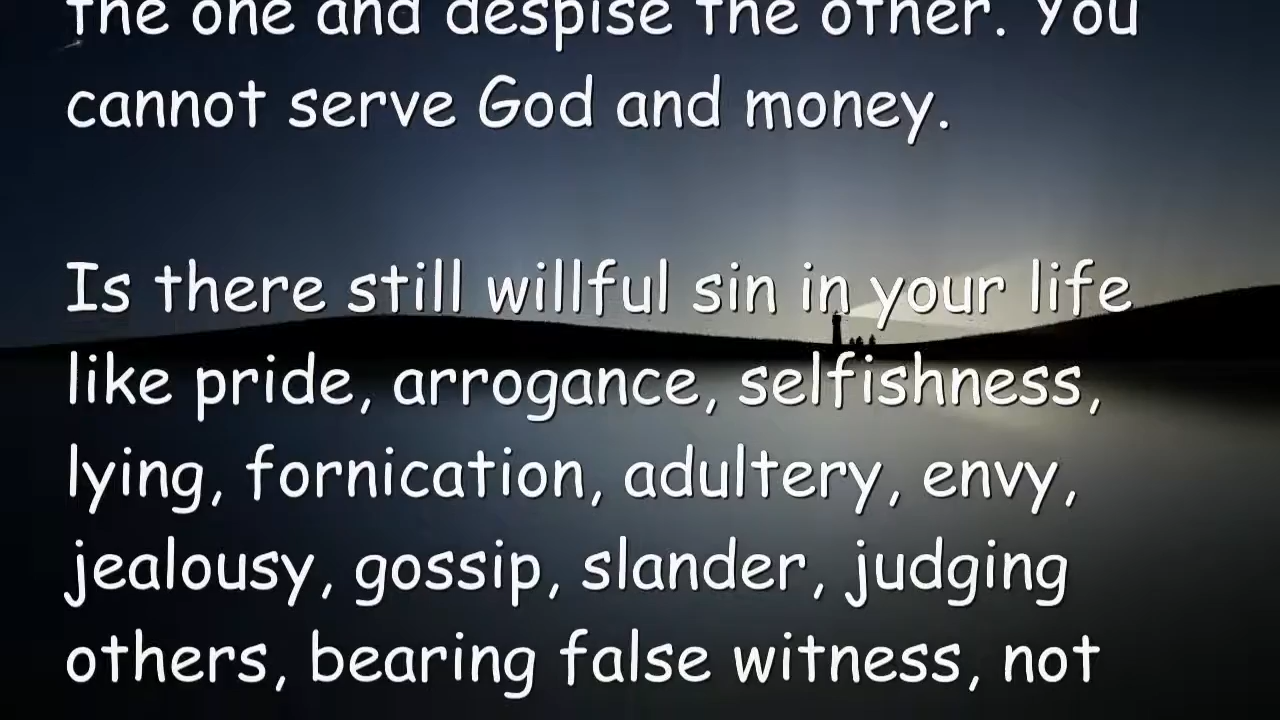 the one and despise the other. You
cannot serve God and money.
Is there still willful sin in your life
like pride, arrogance, selfishness,
lying, fornication, adultery, envy,
jealousy, gossip, slander, judging
others, bearing false witness, not